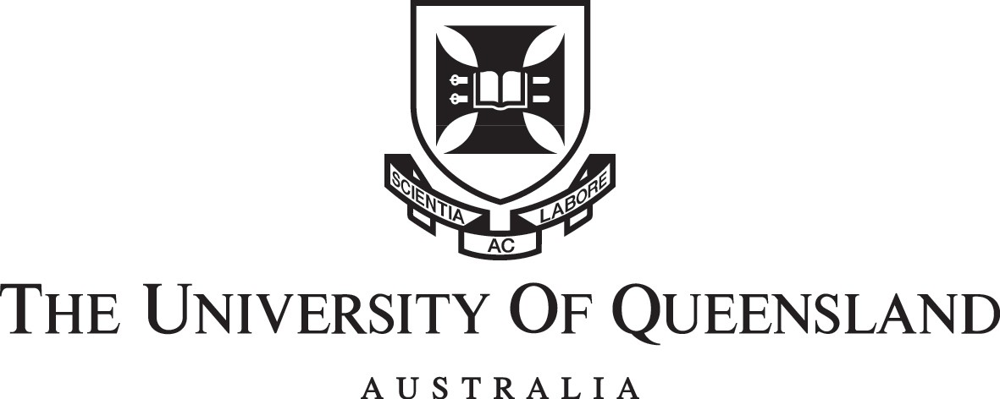 SCIENTIA AC LABORE
THE UNIVERSITY OF QUEENSLAND
AUSTRALIA